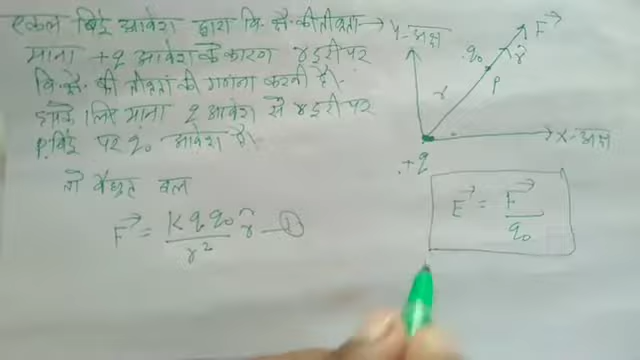 एकल बिंदु आवेश द्वारा वि. क्षे. की तीव्रता →
माना +q आवेश के कारण r दूरी पर
वि. क्षे. की तीव्रता की गणना करनी है।
इसके लिए माना q आवेश से r दूरी पर
P बिंदु पर q₀ आवेश है।
तो वैद्युत बल
F⃗ = K q q₀ / r² r̂ —①
Y-अक्ष
F⃗
q₀
r̂
P
r
X-अक्ष
+q
E⃗ = F⃗ / q₀